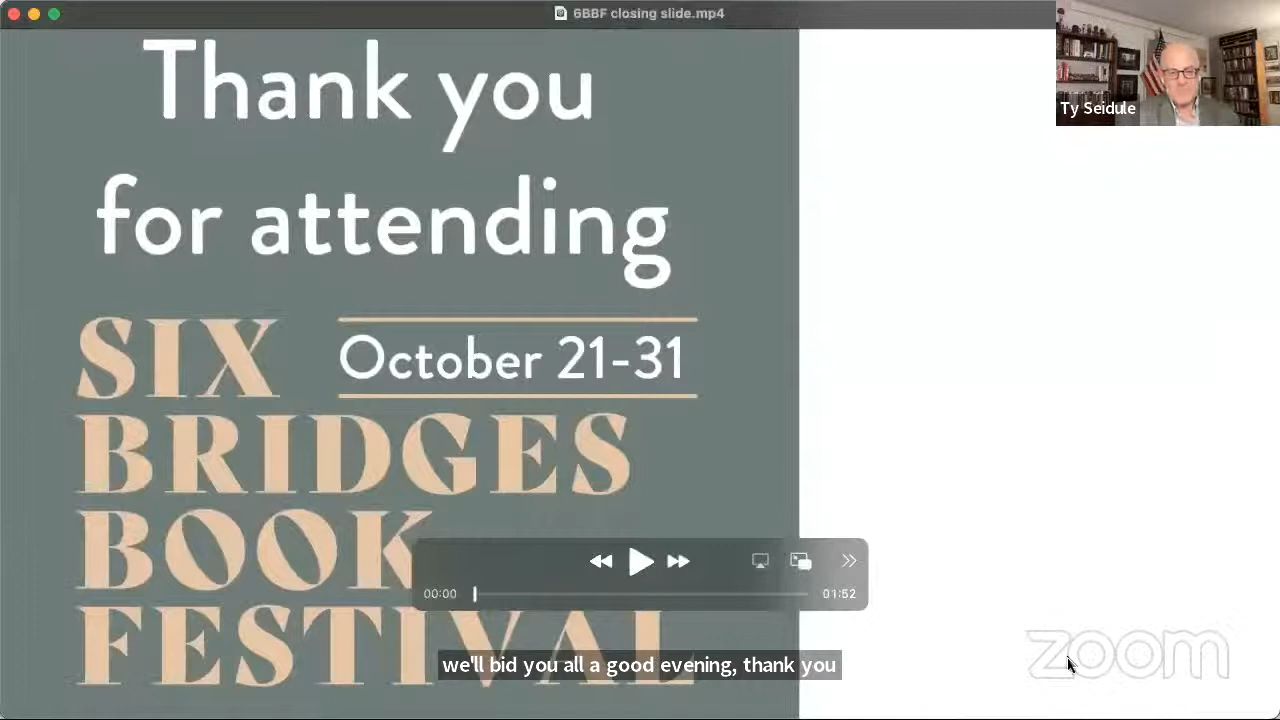 6BBF closing slide.mp4
Ty Seidule
Thank you
for attending
SIX
October 21-31
BRIDGES
BOOK
FESTIVAL
00:00
01:52
we'll bid you all a good evening, thank you
zoom